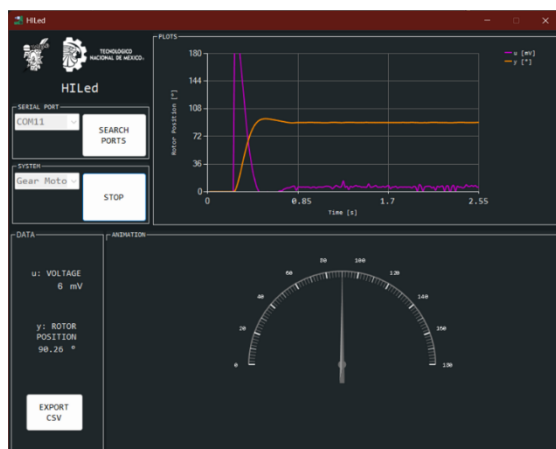 HILed
TECNOLÓGICO
NACIONAL DE MÉXICO®
HILed
SERIAL PORT
COM11
SEARCH
PORTS
SYSTEM
Gear Moto
STOP
PLOTS
180
144
108
72
36
0
Rotor Position [°]
0
0.85
1.7
2.55
Time [s]
u [mV]
y [°]
DATA
u: VOLTAGE
6 mV
y: ROTOR
POSITION
90.26 °
EXPORT
CSV
ANIMATION
0
20
40
60
80
100
120
140
160
180